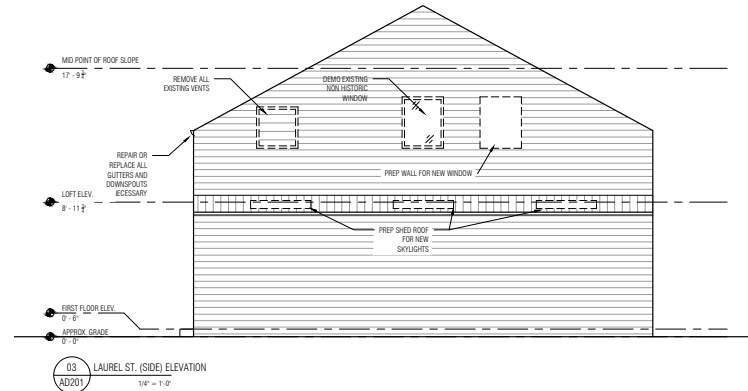 MID POINT OF ROOF SLOPE
17' - 9 3/4"
REMOVE ALL
EXISTING VENTS
DEMO EXISTING
NON HISTORIC
WINDOW
REPAIR OR
REPLACE ALL
GUTTERS AND
DOWNSPOUTS
IECESSARY
PREP WALL FOR NEW WINDOW
LOFT ELEV.
8' - 11 3/4"
PREP SHED ROOF
FOR NEW
SKYLIGHTS
FIRST FLOOR ELEV.
0' - 6"
APPROX. GRADE
0' - 0"
03
AD201
LAUREL ST. (SIDE) ELEVATION
1/4" = 1'-0"